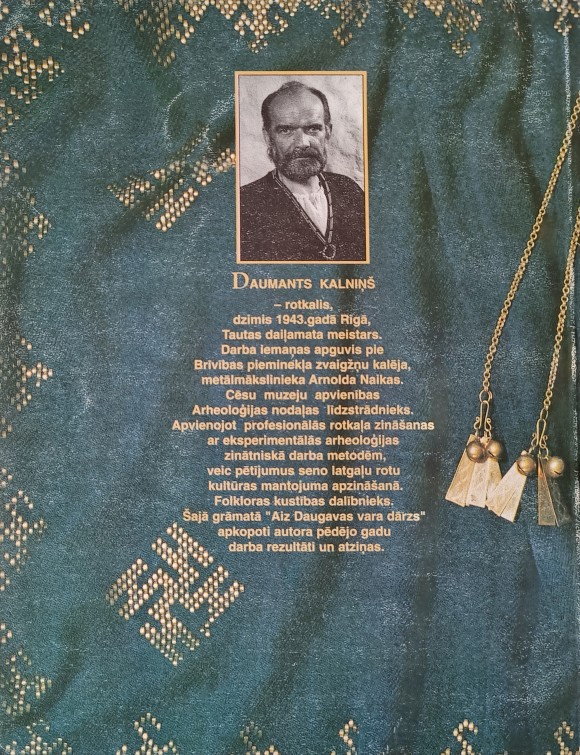 DAUMANTS KALNIŅŠ
– rotkalis,
dzimis 1943.gadā Rīgā,
Tautas daiļamata meistars.
Darba iemaņas apguvis pie
Brīvības pieminekļa zvaigžņu kalēja,
metālmākslinieka Arnolda Naikas.
Cēsu muzeju apvienības
Arheoloģijas nodaļas līdzstrādnieks.
Apvienojot profesionālās rotkaļa zināšanas
ar eksperimentālās arheoloģijas
zinātniskā darba metodēm,
veic pētījumus seno latgaļu rotu
kultūras mantojuma apzināšanā.
Folkloras kustības dalībnieks.
Šajā grāmatā "Aiz Daugavas vara dārzs"
apkopoti autora pēdējo gadu
darba rezultāti un atziņas.